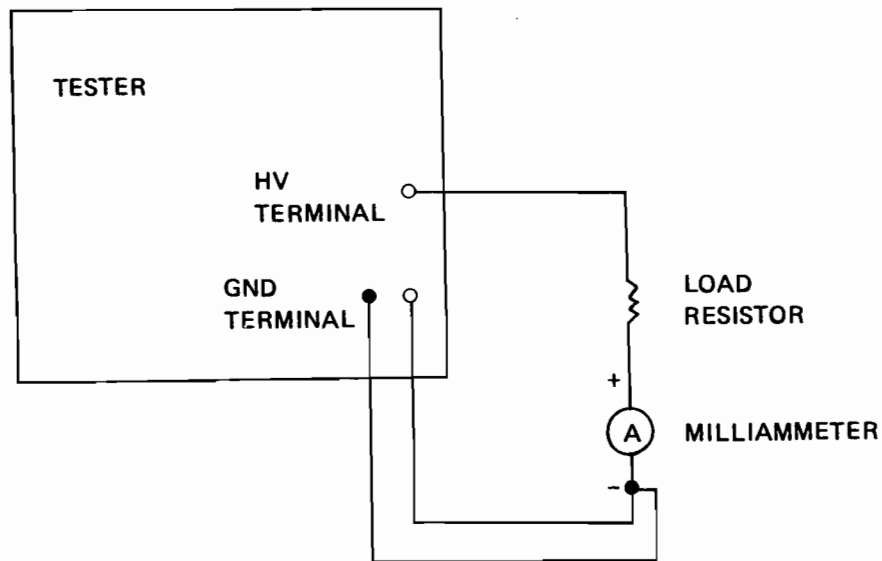 TESTER
HV
TERMINAL
GND
TERMINAL
LOAD
RESISTOR
+
A
MILLIAMMETER
−